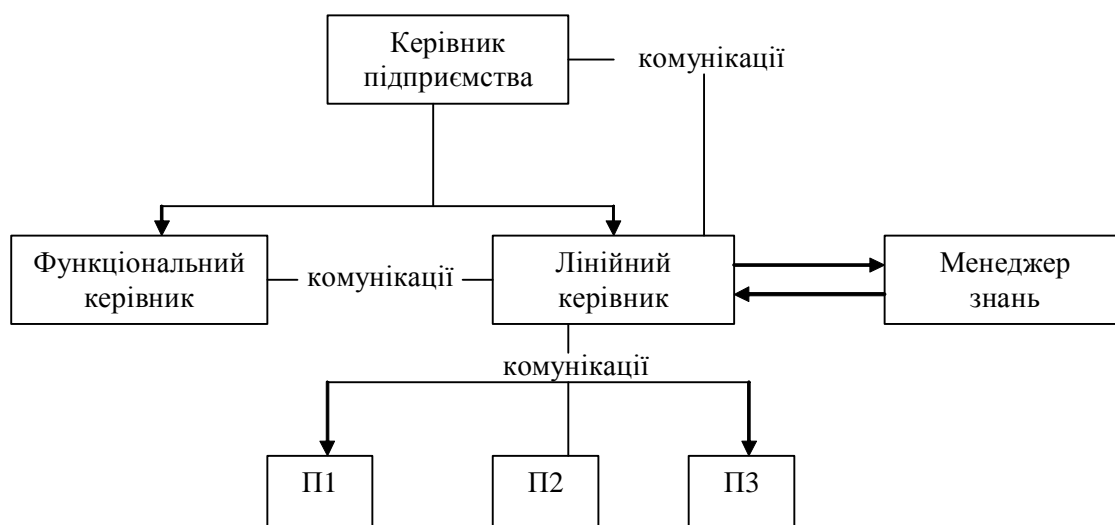 Керівник
підприємства
комунікації
Функціональний
керівник
комунікації
Лінійний
керівник
Менеджер
знань
комунікації
П1
П2
П3